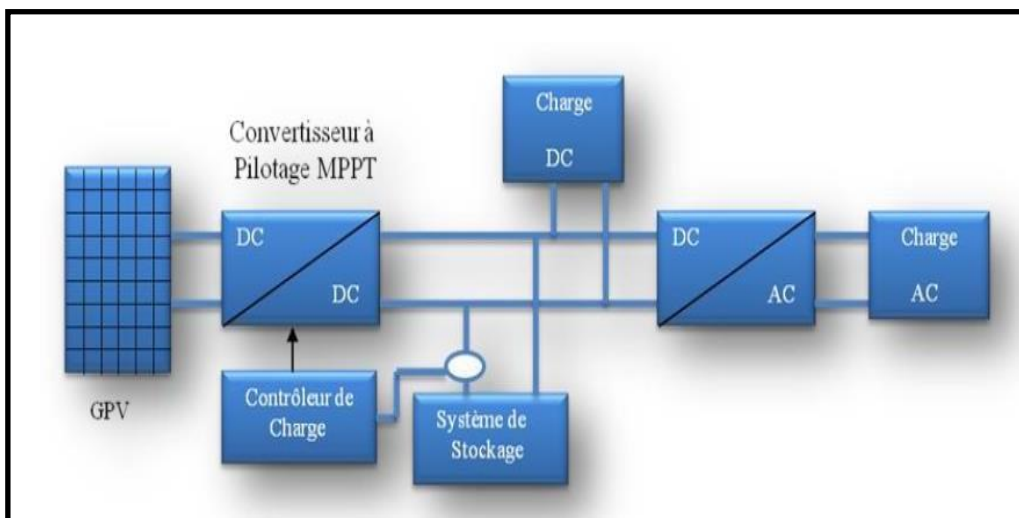 Charge
DC
Convertisseur à
Pilotage MPPT
DC
DC
DC
AC
Charge
AC
GPV
Contrôleur de
Charge
Système de
Stockage